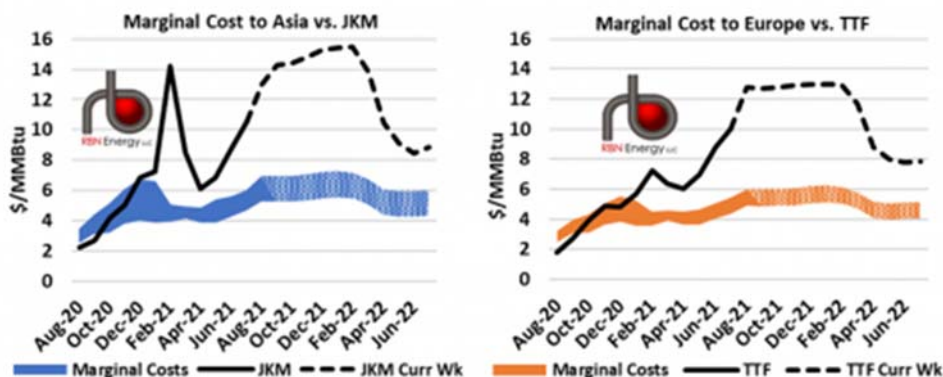 Marginal Cost to Asia vs. JKM
16
14
12
10
8
6
4
2
0
$/MMBtu
RBN Energy LLC
Aug-20
Oct-20
Dec-20
Feb-21
Apr-21
Jun-21
Aug-21
Oct-21
Dec-21
Feb-22
Apr-22
Jun-22
Marginal Costs JKM JKM Curr Wk
Marginal Cost to Europe vs. TTF
16
14
12
10
8
6
4
2
0
$/MMBtu
RBN Energy LLC
Aug-20
Oct-20
Dec-20
Feb-21
Apr-21
Jun-21
Aug-21
Oct-21
Dec-21
Feb-22
Apr-22
Jun-22
Marginal Costs TTF TTF Curr Wk